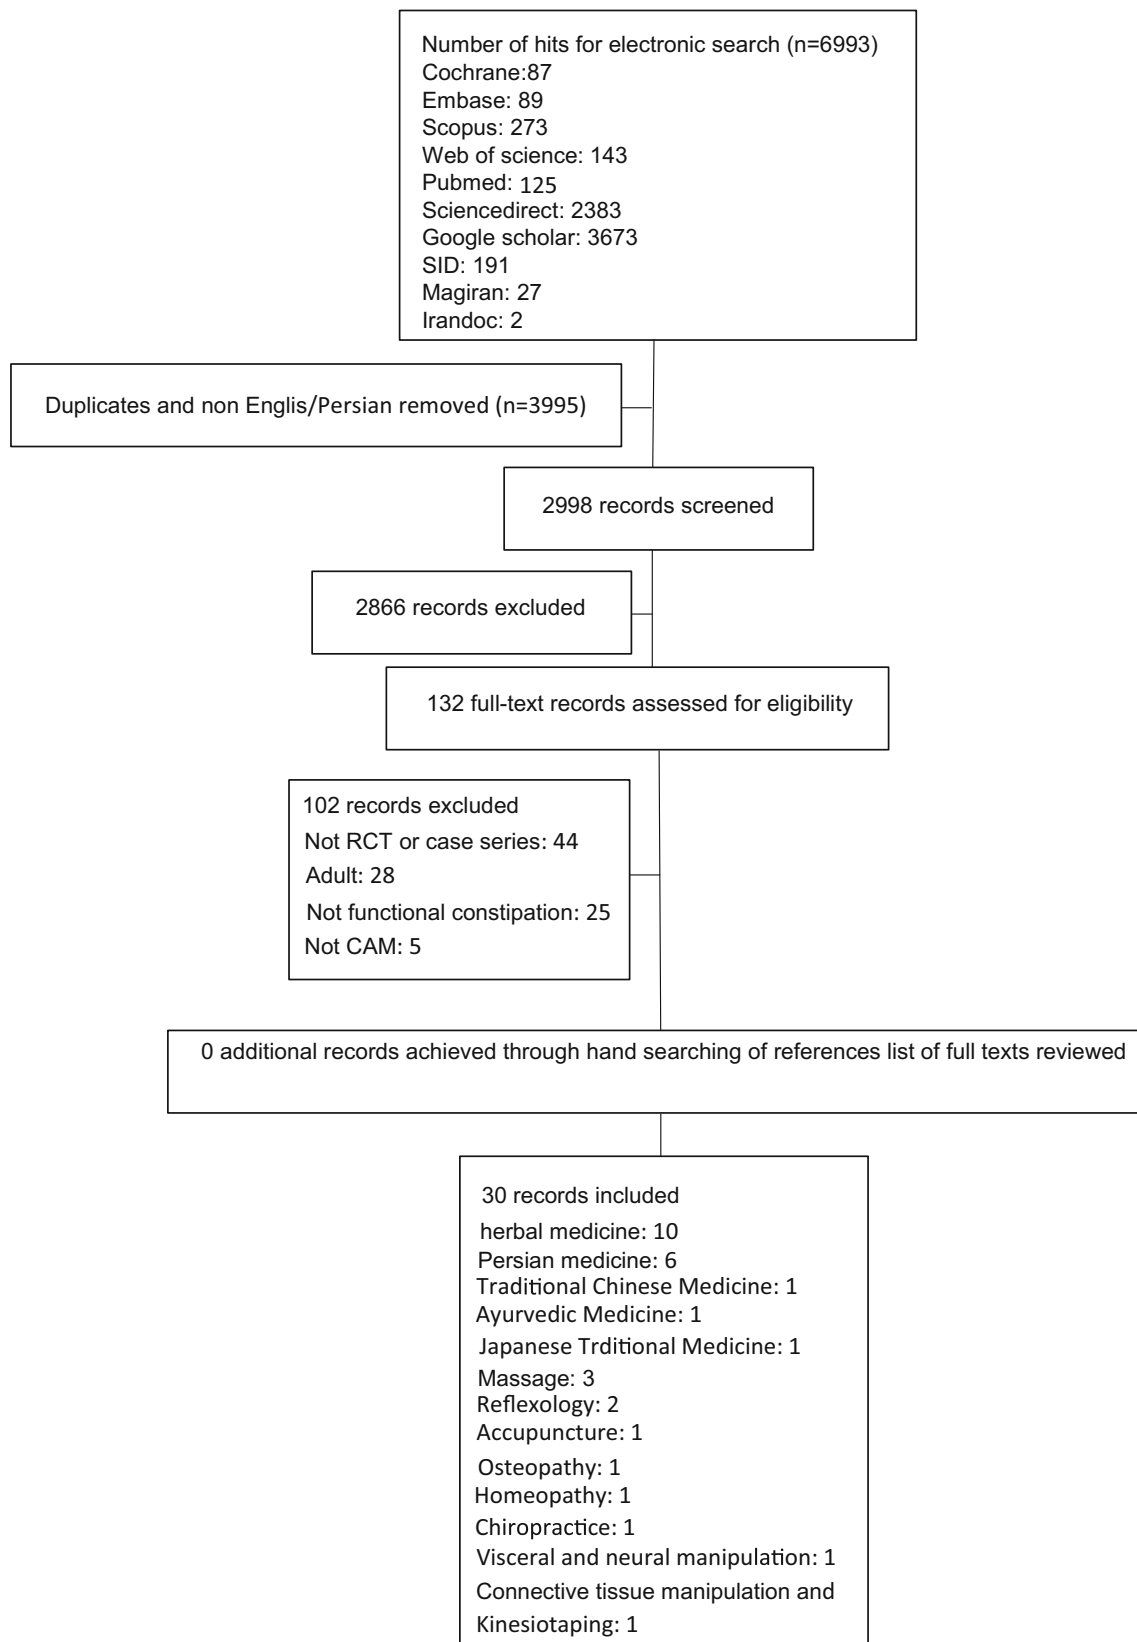 Number of hits for electronic search (n=6993)
Cochrane:87
Embase: 89
Scopus: 273
Web of science: 143
Pubmed: 125
Sciencedirect: 2383
Google scholar: 3673
SID: 191
Magiran: 27
Irandoc: 2
Duplicates and non Englis/Persian removed (n=3995)
2998 records screened
2866 records excluded
132 full-text records assessed for eligibility
102 records excluded
Not RCT or case series: 44
Adult: 28
Not functional constipation: 25
Not CAM: 5
0 additional records achieved through hand searching of references list of full texts reviewed
30 records included
herbal medicine: 10
Persian medicine: 6
Traditional Chinese Medicine: 1
Ayurvedic Medicine: 1
Japanese Trditional Medicine: 1
Massage: 3
Reflexology: 2
Accupuncture: 1
Osteopathy: 1
Homeopathy: 1
Chiropractice: 1
Visceral and neural manipulation: 1
Connective tissue manipulation and
Kinesiotaping: 1